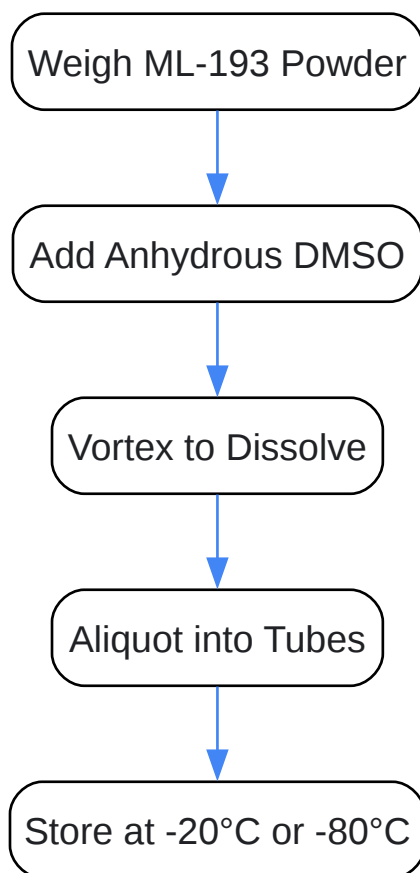 Weigh ML-193 Powder
Add Anhydrous DMSO
Vortex to Dissolve
Aliquot into Tubes
Store at -20°C or -80°C